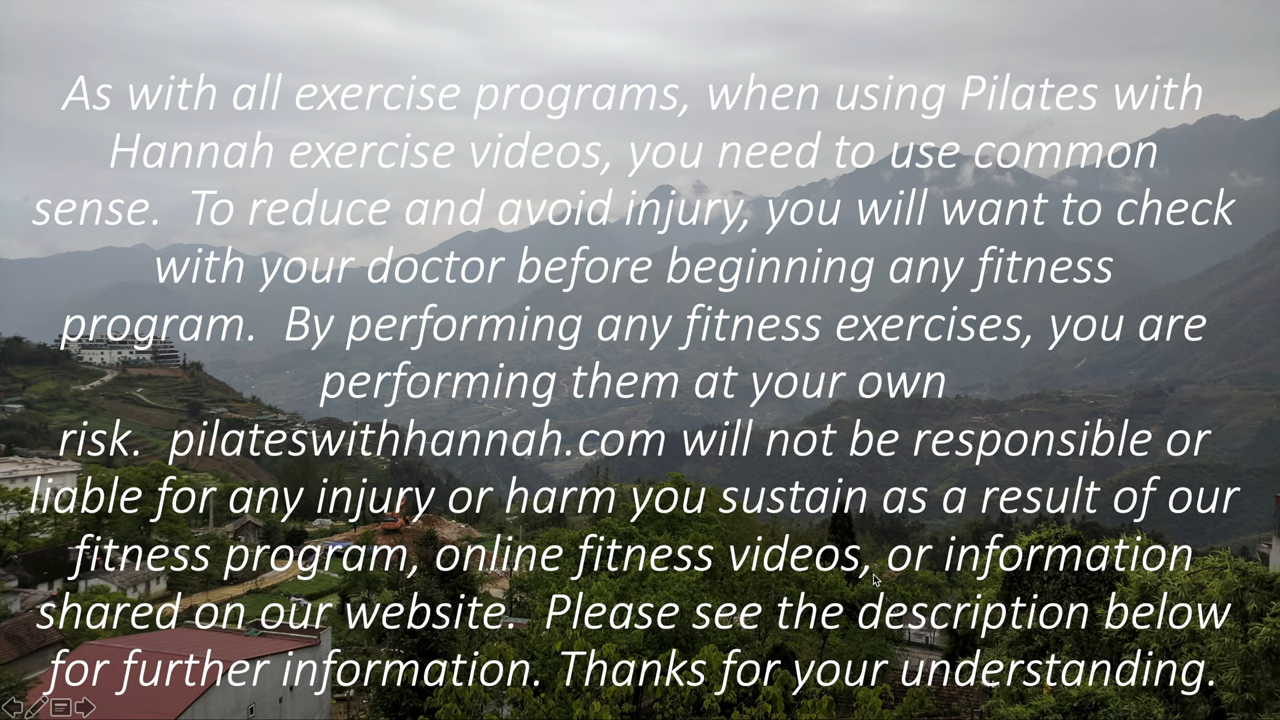 As with all exercise programs, when using Pilates with
Hannah exercise videos, you need to use common
sense.  To reduce and avoid injury, you will want to check
with your doctor before beginning any fitness
program.  By performing any fitness exercises, you are
performing them at your own
risk.  pilateswithhannah.com will not be responsible or
liable for any injury or harm you sustain as a result of our
fitness program, online fitness videos, or information
shared on our website.  Please see the description below
for further information. Thanks for your understanding.